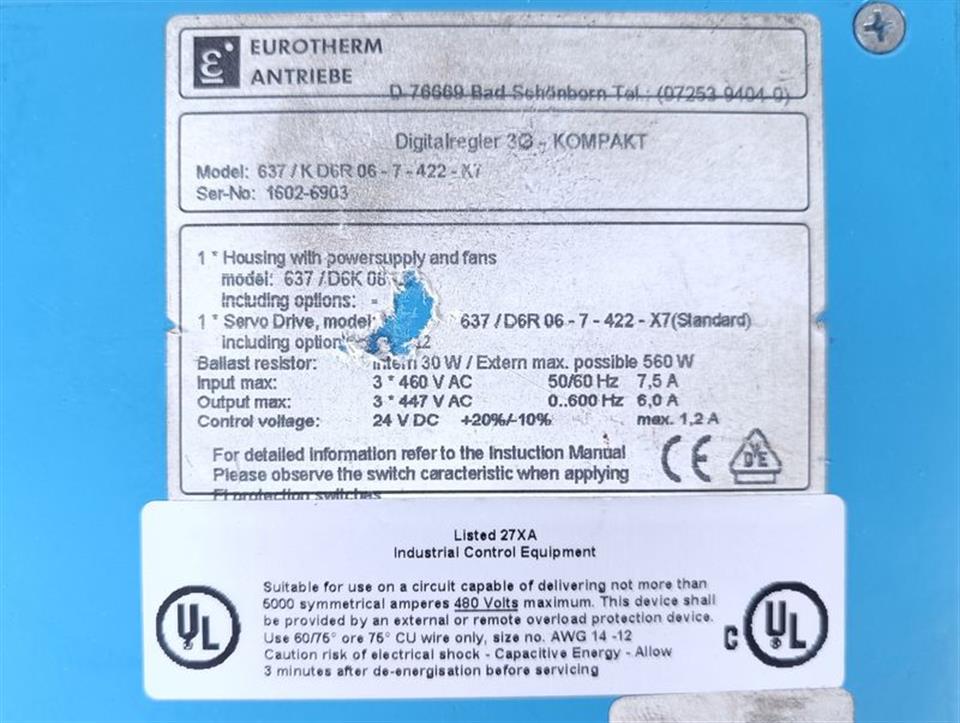 EUROTHERM
ANTRIEBE
D-76669 Bad Schönborn Tel.: (07253-9404-0)
Digitalregler 3G - KOMPAKT
Model: 637 / K D6R 06 - 7 - 422 - X7
Ser-No: 1602-6903
1 * Housing with powersupply and fans
model: 637 / D6K 06
Including options: -
1 * Servo Drive, model: 637 / D6R 06 - 7 - 422 - X7(Standard)
including option
Ballast resistor: Intern 30 W / Extern max. possible 560 W
Input max: 3 * 460 V AC 50/60 Hz 7,5 A
Output max: 3 * 447 V AC 0..600 Hz 6,0 A
Control voltage: 24 V DC +20%/-10% max. 1,2 A
For detailed information refer to the Instuction Manual
Please observe the switch caracteristic when applying
FI protection switches
CE
VDE
Listed 27XA
Industrial Control Equipment
Suitable for use on a circuit capable of delivering not more than
5000 symmetrical amperes 480 Volts maximum. This device shall
be provided by an external or remote overload protection device.
Use 60/75° ore 75° CU wire only, size no. AWG 14 -12
Caution risk of electrical shock - Capacitive Energy - Allow
3 minutes after de-energisation before servicing
UL
C UL